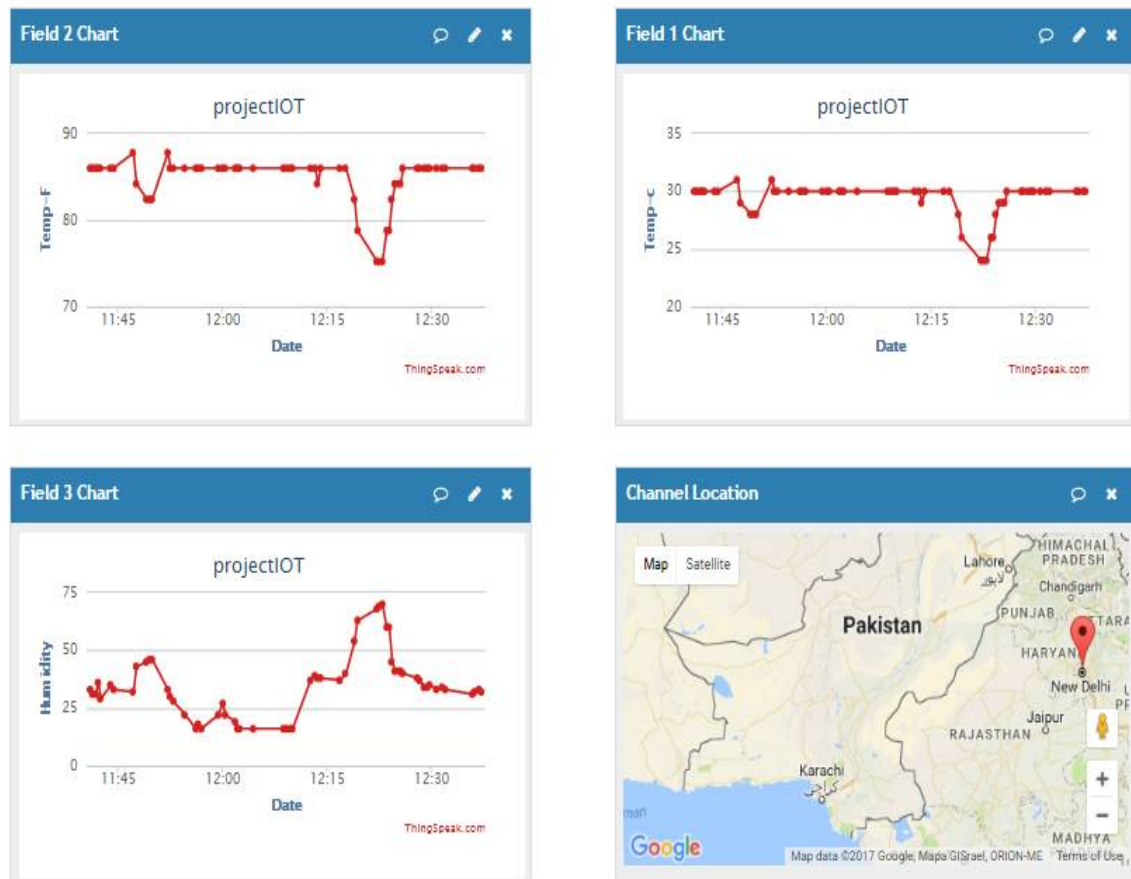 Field 2 Chart
projectIOT
90
80
70
Temp-F
11:45 12:00 12:15 12:30
Date
ThingSpeak.com
Field 1 Chart
projectIOT
35
30
25
20
Temp-c
11:45 12:00 12:15 12:30
Date
ThingSpeak.com
Field 3 Chart
projectIOT
75
50
25
0
Humidity
11:45 12:00 12:15 12:30
Date
ThingSpeak.com
Channel Location
Map Satellite
Lahore
لاہور
HIMACHAL
PRADESH
Chandigarh
PUNJAB
TTARA
Pakistan
HARYAN
New Delhi
Jaipur
RAJASTHAN
Karachi
کراچی
+
−
MADHYA
Google
Map data ©2017 Google, Mapa GISrael, ORION-ME Terms of Use